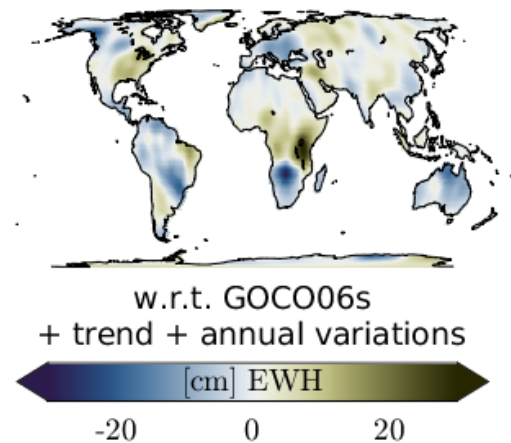 w.r.t. GOCO06s
+ trend + annual variations
[cm] EWH
-20 0 20